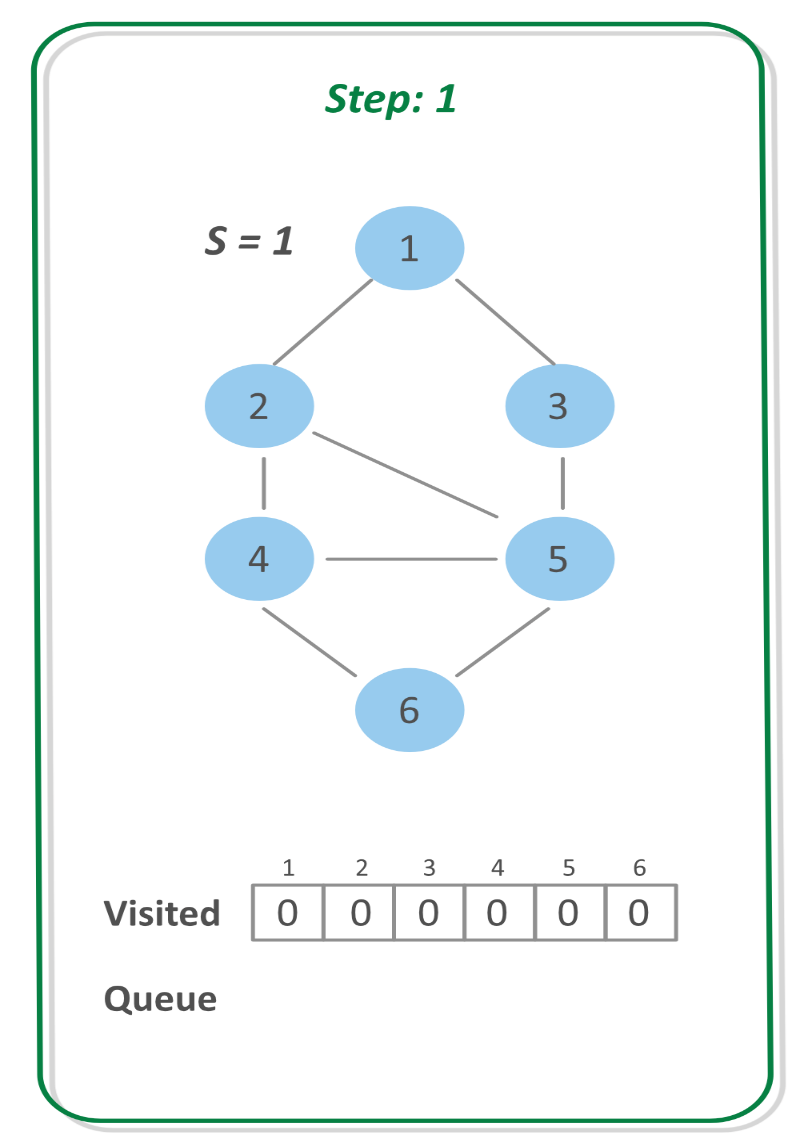 Step: 1
S = 1
1
2 3
4 5
6
1 2 3 4 5 6
Visited 0 0 0 0 0 0
Queue